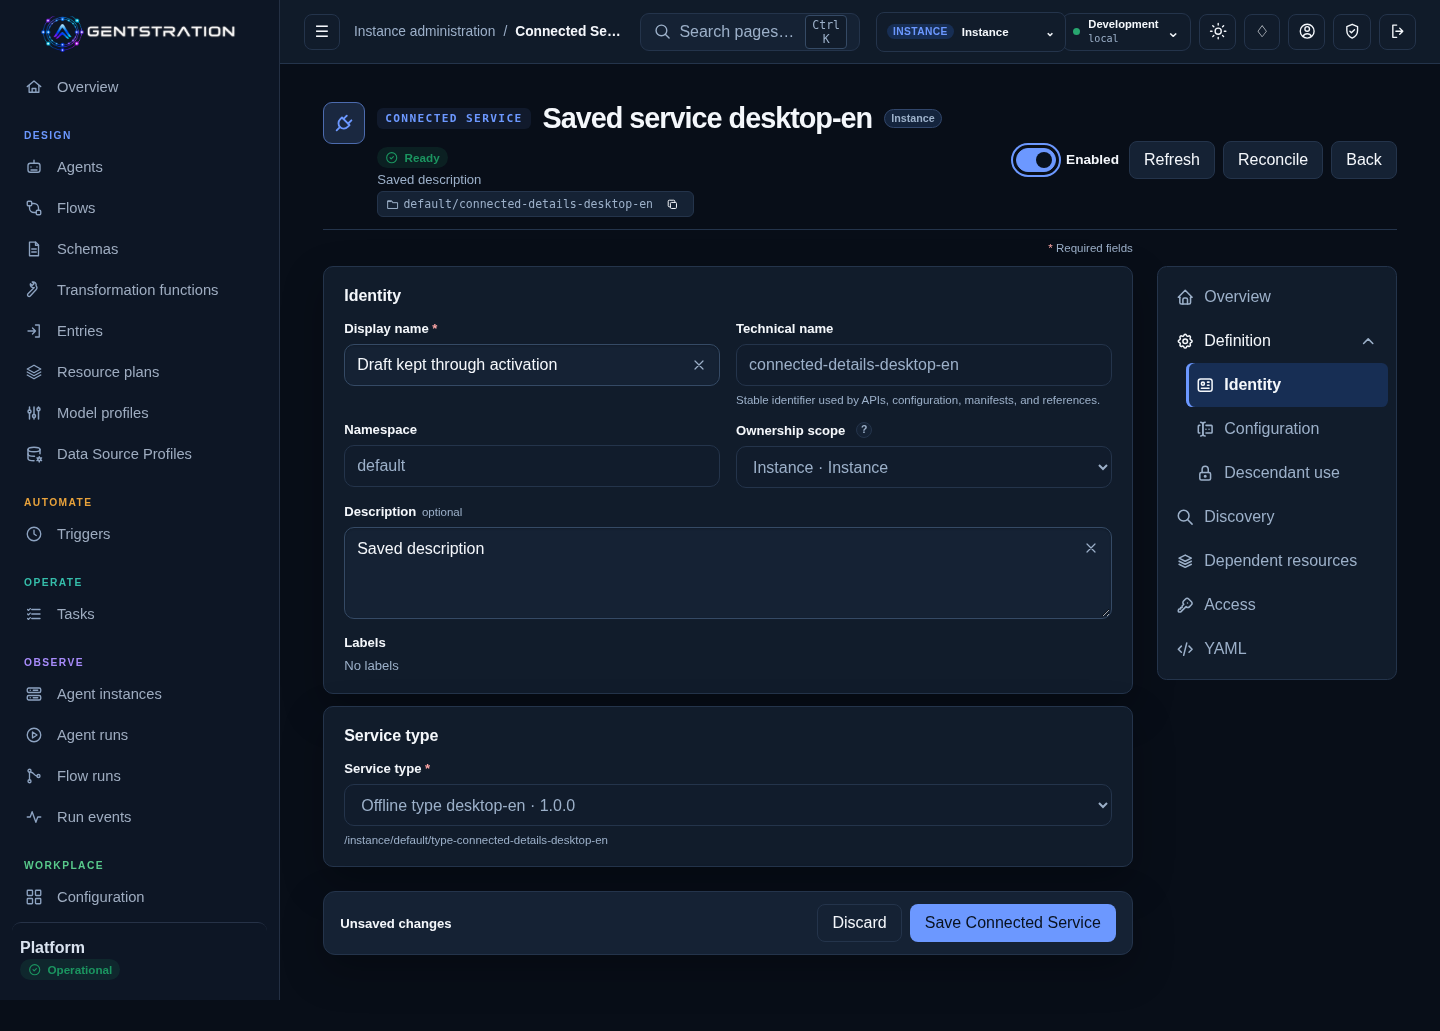 GENTSTRATION
Overview
DESIGN
Agents
Flows
Schemas
Transformation functions
Entries
Resource plans
Model profiles
Data Source Profiles
AUTOMATE
Triggers
OPERATE
Tasks
OBSERVE
Agent instances
Agent runs
Flow runs
Run events
WORKPLACE
Configuration
Platform
Operational
Instance administration / Connected Se...
Search pages...
Ctrl
K
INSTANCE Instance
Development
local
CONNECTED SERVICE Saved service desktop-en Instance
Ready
Saved description
default/connected-details-desktop-en
Enabled Refresh Reconcile Back
* Required fields
Identity
Display name * Technical name
Draft kept through activation connected-details-desktop-en
Stable identifier used by APIs, configuration, manifests, and references.
Namespace Ownership scope ?
default Instance · Instance
Description optional
Saved description
Labels
No labels
Service type
Service type *
Offline type desktop-en · 1.0.0
/instance/default/type-connected-details-desktop-en
Unsaved changes Discard Save Connected Service
Overview
Definition
Identity
Configuration
Descendant use
Discovery
Dependent resources
Access
YAML